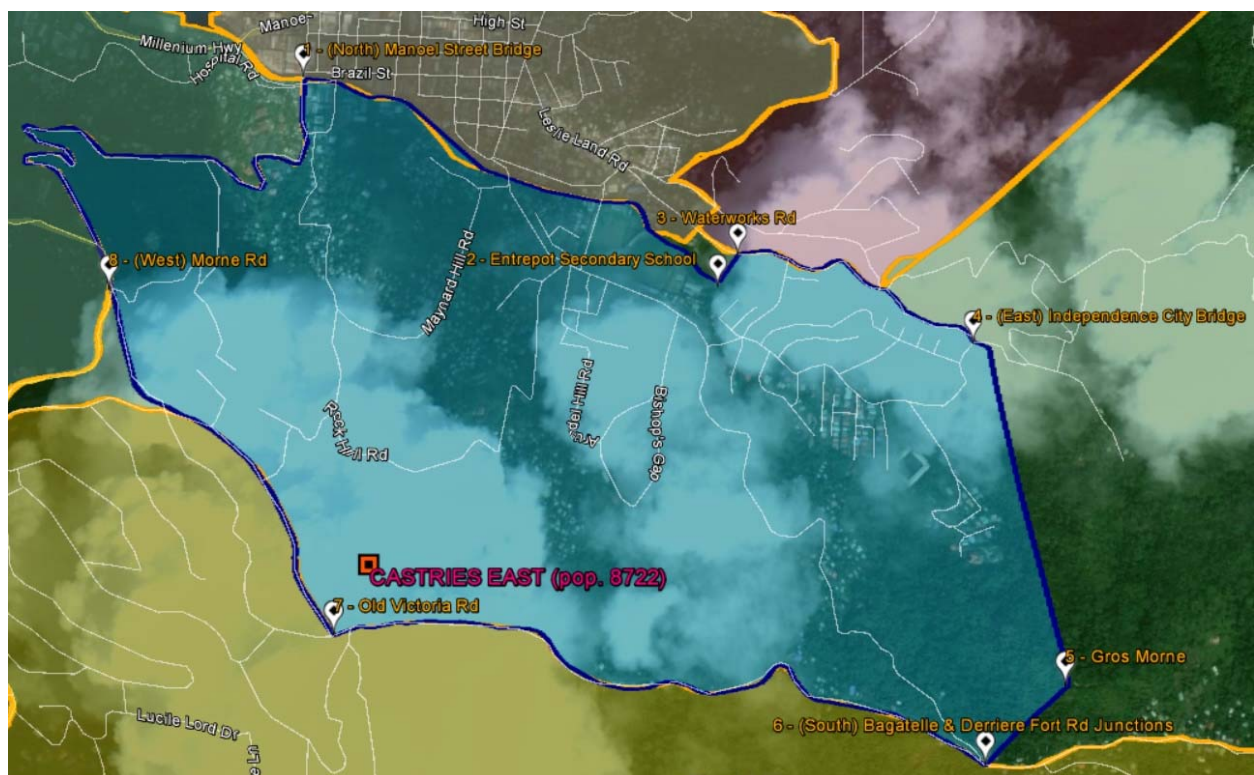 Manoe-
High St
Millenium Hwy
1 - (North) Manoel Street Bridge
Hospital Rd
Brazil St
Leslie Land Rd
3 - Waterworks Rd
2 - Entrepot Secondary School
8 - (West) Morne Rd
Maynard Hill Rd
4 - (East) Independence City Bridge
Bishop's Gap
Rock Hill Rd
CASTRIES EAST (pop. 8722)
7 - Old Victoria Rd
5 - Gros Morne
6 - (South) Bagatelle & Derriere Fort Rd Junctions
Lucile Lord Dr
e Ln